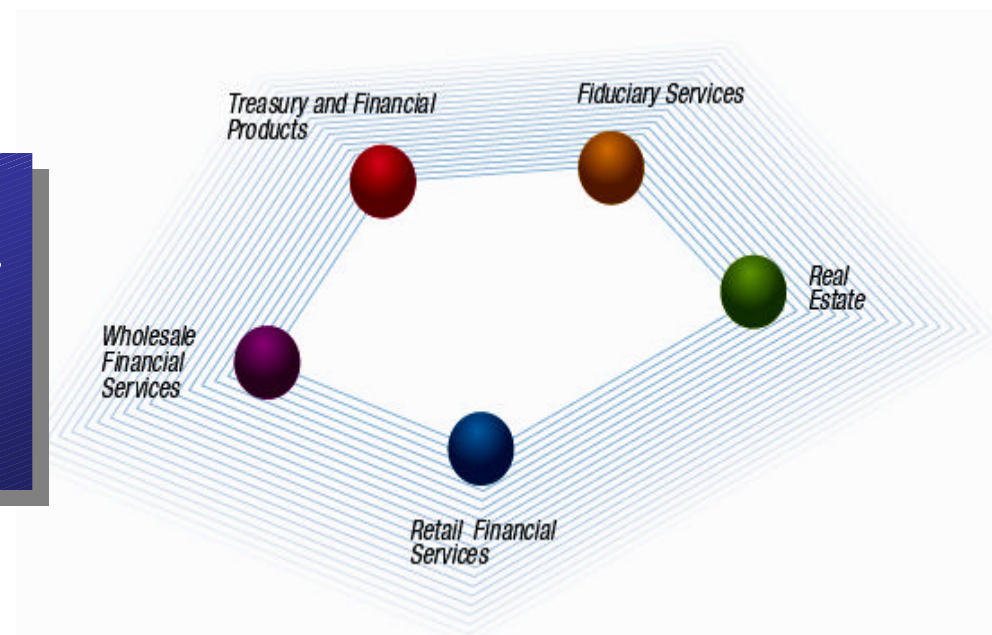 Treasury and Financial
Products
Fiduciary Services
Real
Estate
Wholesale
Financial
Services
Retail Financial
Services